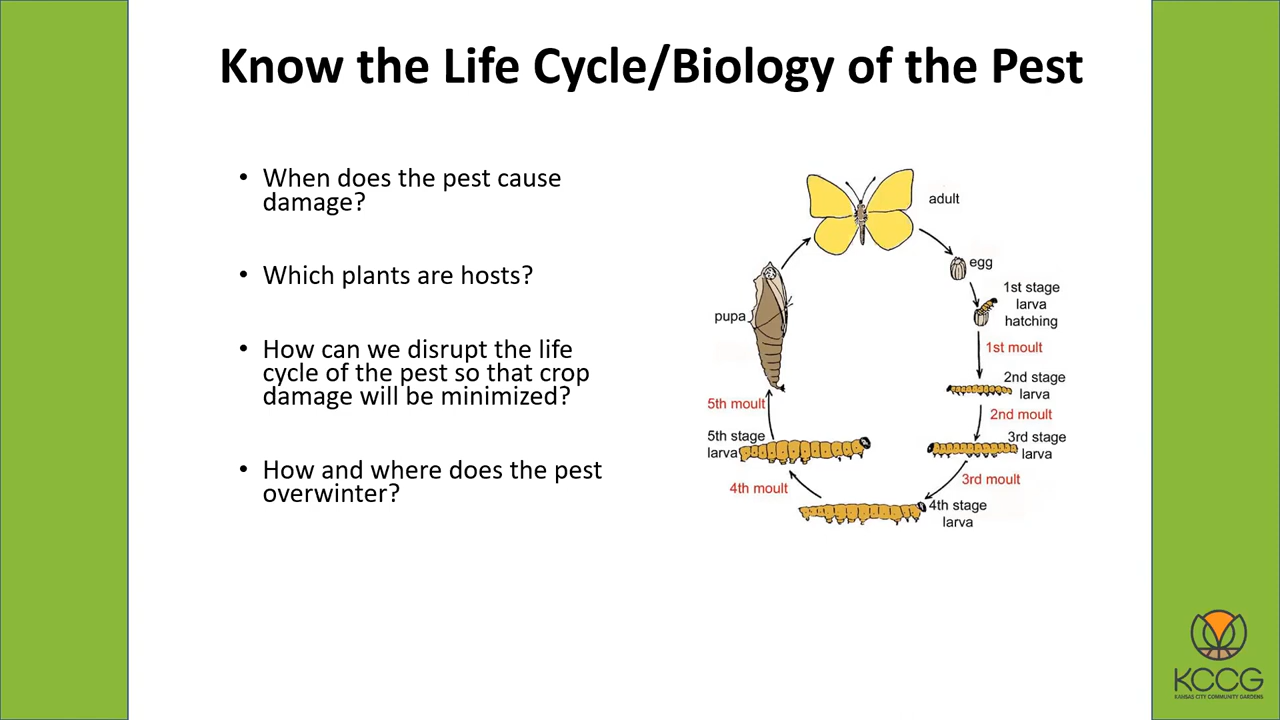 Know the Life Cycle/Biology of the Pest
• When does the pest cause
damage?
• Which plants are hosts?
• How can we disrupt the life
cycle of the pest so that crop
damage will be minimized?
• How and where does the pest
overwinter?
adult
egg
1st stage
larva
hatching
1st moult
2nd stage
larva
2nd moult
3rd stage
larva
3rd moult
4th stage
larva
4th moult
5th stage
larva
5th moult
pupa
KCCG
KANSAS CITY COMMUNITY GARDENS